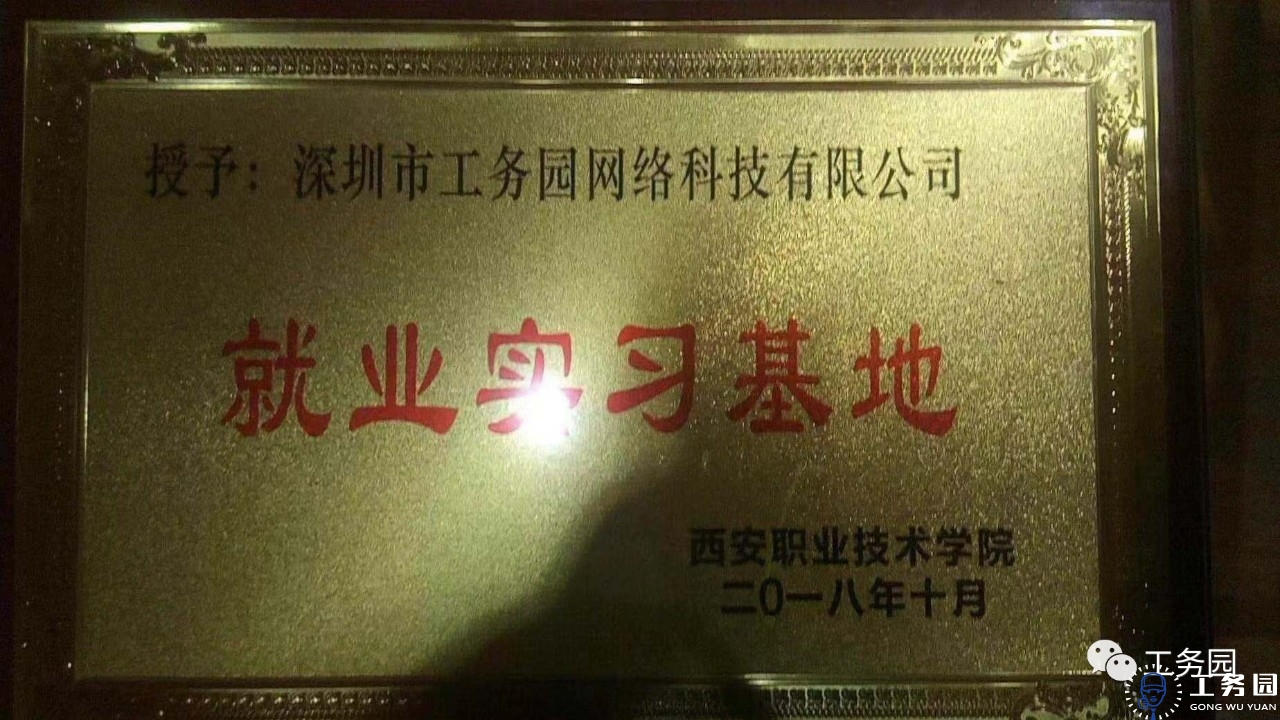 授予：深圳市工务园网络科技有限公司
就业实习基地
西安职业技术学院
二〇一八年十月
工务园
工务园
GONG WU YUAN